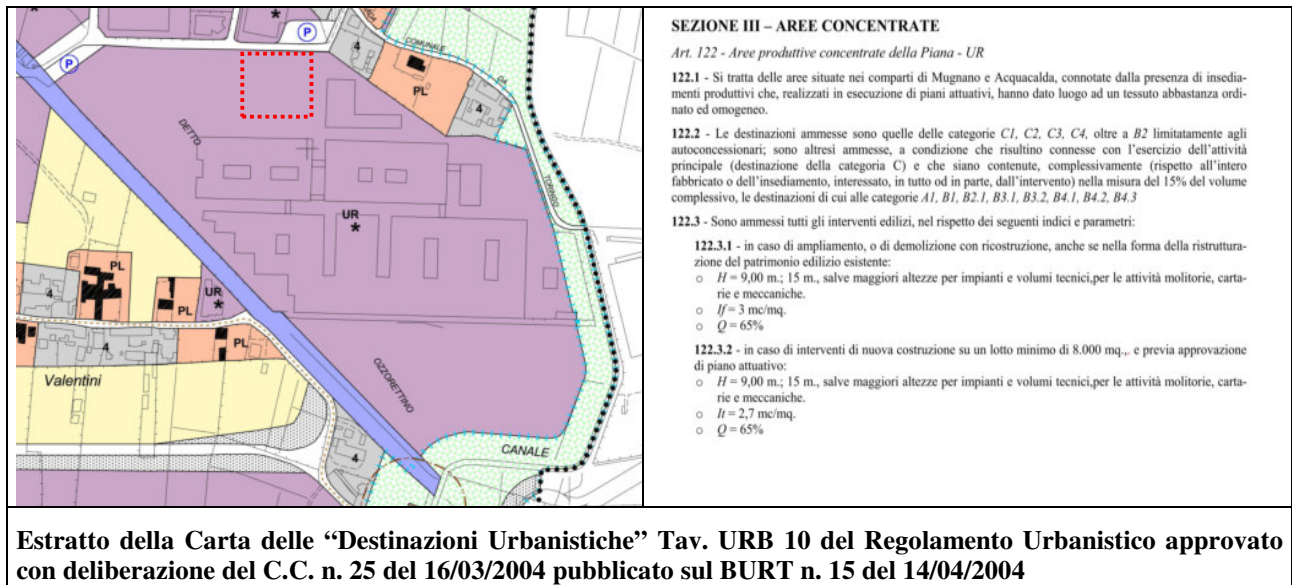 P
P
COMUNALE
DA
4
PL
4
DETTO
TORINGO
UR
*
PL
4
UR
*
PL
4
PL
Valentini
OZZORETTINO
4
CANALE
SEZIONE III – AREE CONCENTRATE
Art. 122 - Aree produttive concentrate della Piana - UR
122.1 - Si tratta delle aree situate nei comparti di Mugnano e Acquacalda, connotate dalla presenza di insedia-
menti produttivi che, realizzati in esecuzione di piani attuativi, hanno dato luogo ad un tessuto abbastanza ordi-
nato ed omogeneo.
122.2 - Le destinazioni ammesse sono quelle delle categorie C1, C2, C3, C4, oltre a B2 limitatamente agli
autoconcessionari; sono altresì ammesse, a condizione che risultino connesse con l'esercizio dell'attività
principale (destinazione della categoria C) e che siano contenute, complessivamente (rispetto all'intero
fabbricato o dell'insediamento, interessato, in tutto od in parte, dall'intervento) nella misura del 15% del volume
complessivo, le destinazioni di cui alle categorie A1, B1, B2.1, B3.1, B3.2, B4.1, B4.2, B4.3
122.3 - Sono ammessi tutti gli interventi edilizi, nel rispetto dei seguenti indici e parametri:
122.3.1 - in caso di ampliamento, o di demolizione con ricostruzione, anche se nella forma della ristruttura-
zione del patrimonio edilizio esistente:
o H = 9,00 m.; 15 m., salve maggiori altezze per impianti e volumi tecnici,per le attività molitorie, carta-
rie e meccaniche.
o If = 3 mc/mq.
o Q = 65%
122.3.2 - in caso di interventi di nuova costruzione su un lotto minimo di 8.000 mq.,. e previa approvazione
di piano attuativo:
o H = 9,00 m.; 15 m., salve maggiori altezze per impianti e volumi tecnici,per le attività molitorie, carta-
rie e meccaniche.
o It = 2,7 mc/mq.
o Q = 65%
Estratto della Carta delle “Destinazioni Urbanistiche” Tav. URB 10 del Regolamento Urbanistico approvato
con deliberazione del C.C. n. 25 del 16/03/2004 pubblicato sul BURT n. 15 del 14/04/2004